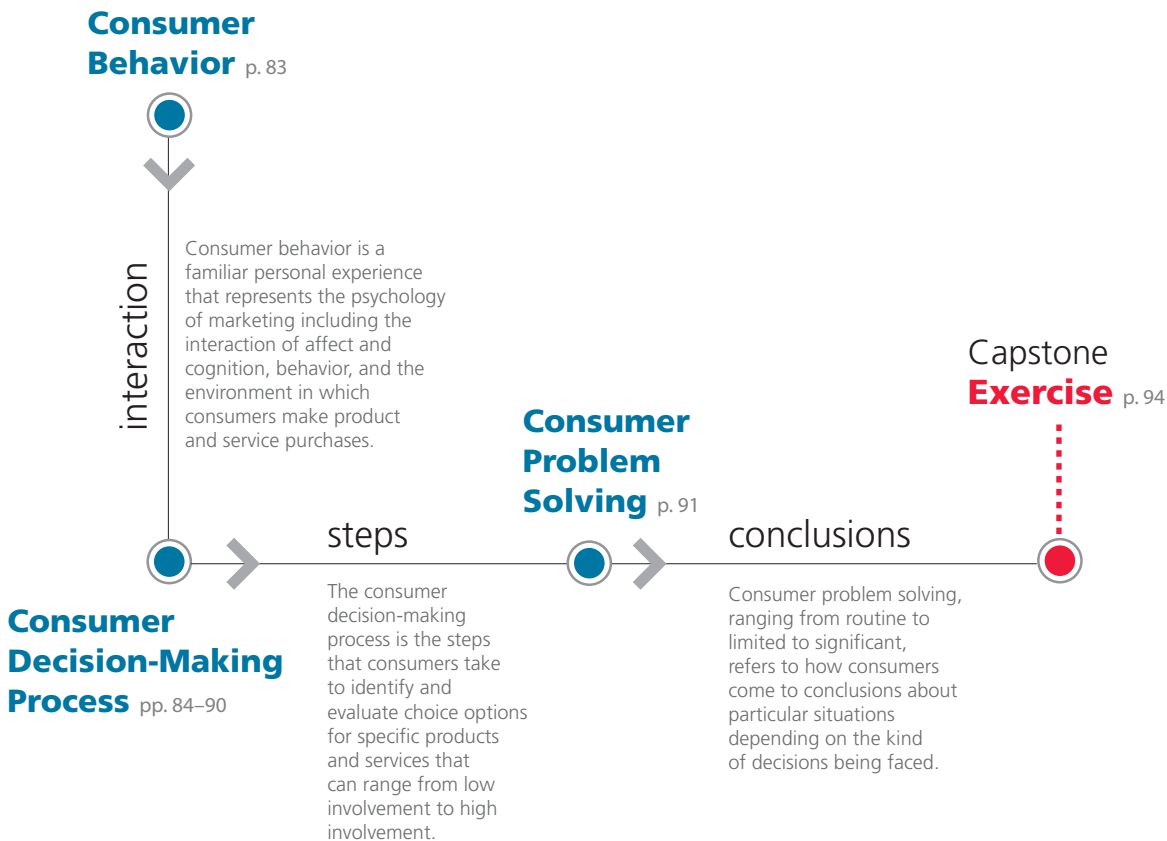 Consumer
Behavior p. 83
interaction
Consumer behavior is a
familiar personal experience
that represents the psychology
of marketing including the
interaction of affect and
cognition, behavior, and the
environment in which
consumers make product
and service purchases.
Consumer
Decision-Making
Process pp. 84–90
steps
The consumer
decision-making
process is the steps
that consumers take
to identify and
evaluate choice options
for specific products
and services that
can range from low
involvement to high
involvement.
Consumer
Problem
Solving p. 91
conclusions
Consumer problem solving,
ranging from routine to
limited to significant,
refers to how consumers
come to conclusions about
particular situations
depending on the kind
of decisions being faced.
Capstone
Exercise p. 94